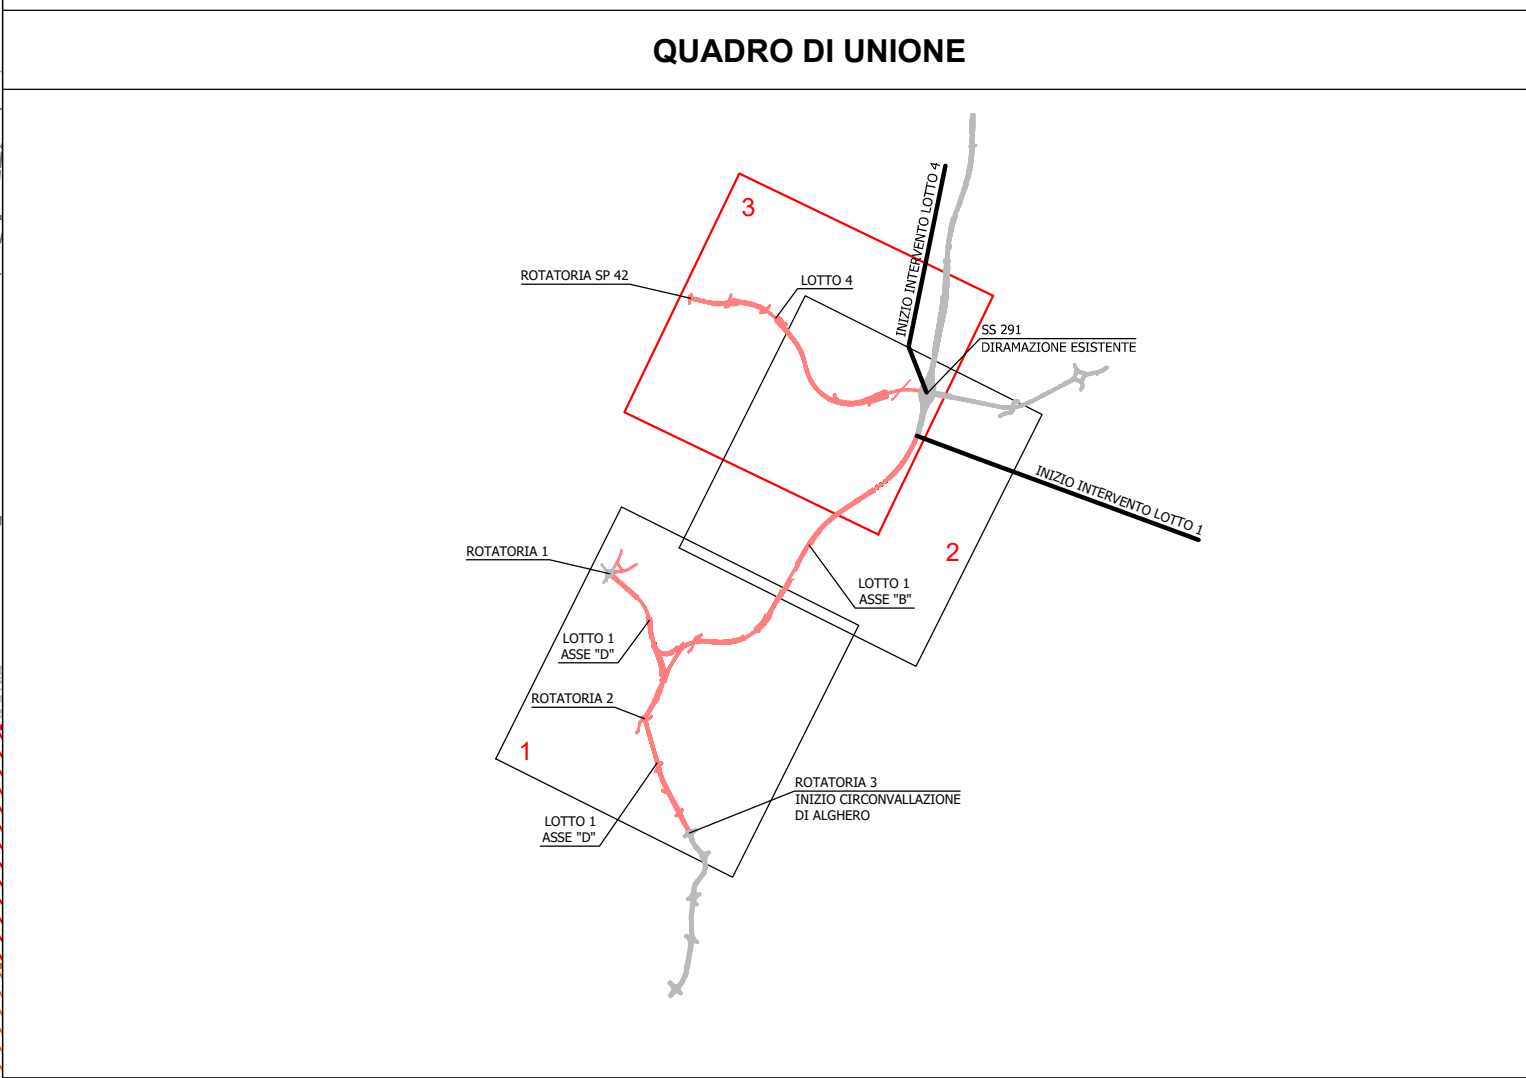 QUADRO DI UNIONE
3
INIZIO INTERVENTO LOTTO 4
ROTATORIA SP 42
LOTTO 4
SS 291
DIRAMAZIONE ESISTENTE
INIZIO INTERVENTO LOTTO 1
2
ROTATORIA 1
LOTTO 1
ASSE "B"
LOTTO 1
ASSE "D"
ROTATORIA 2
1
ROTATORIA 3
INIZIO CIRCONVALLAZIONE
DI ALGHERO
LOTTO 1
ASSE "D"